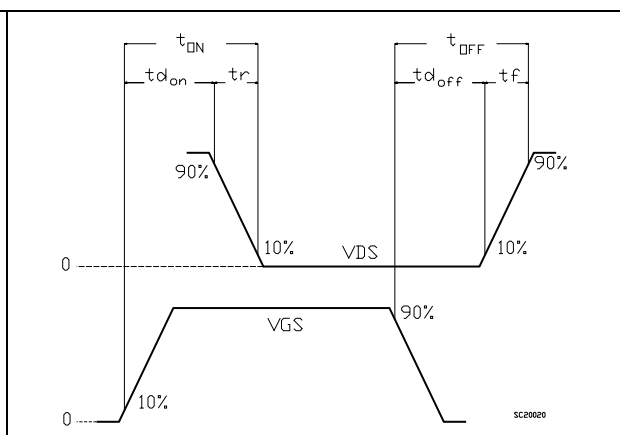 tON tOFF
tdon tr tdoff tf
90% 90%
10% 10%
VDS
0
90%
VGS
10%
0
SC20020